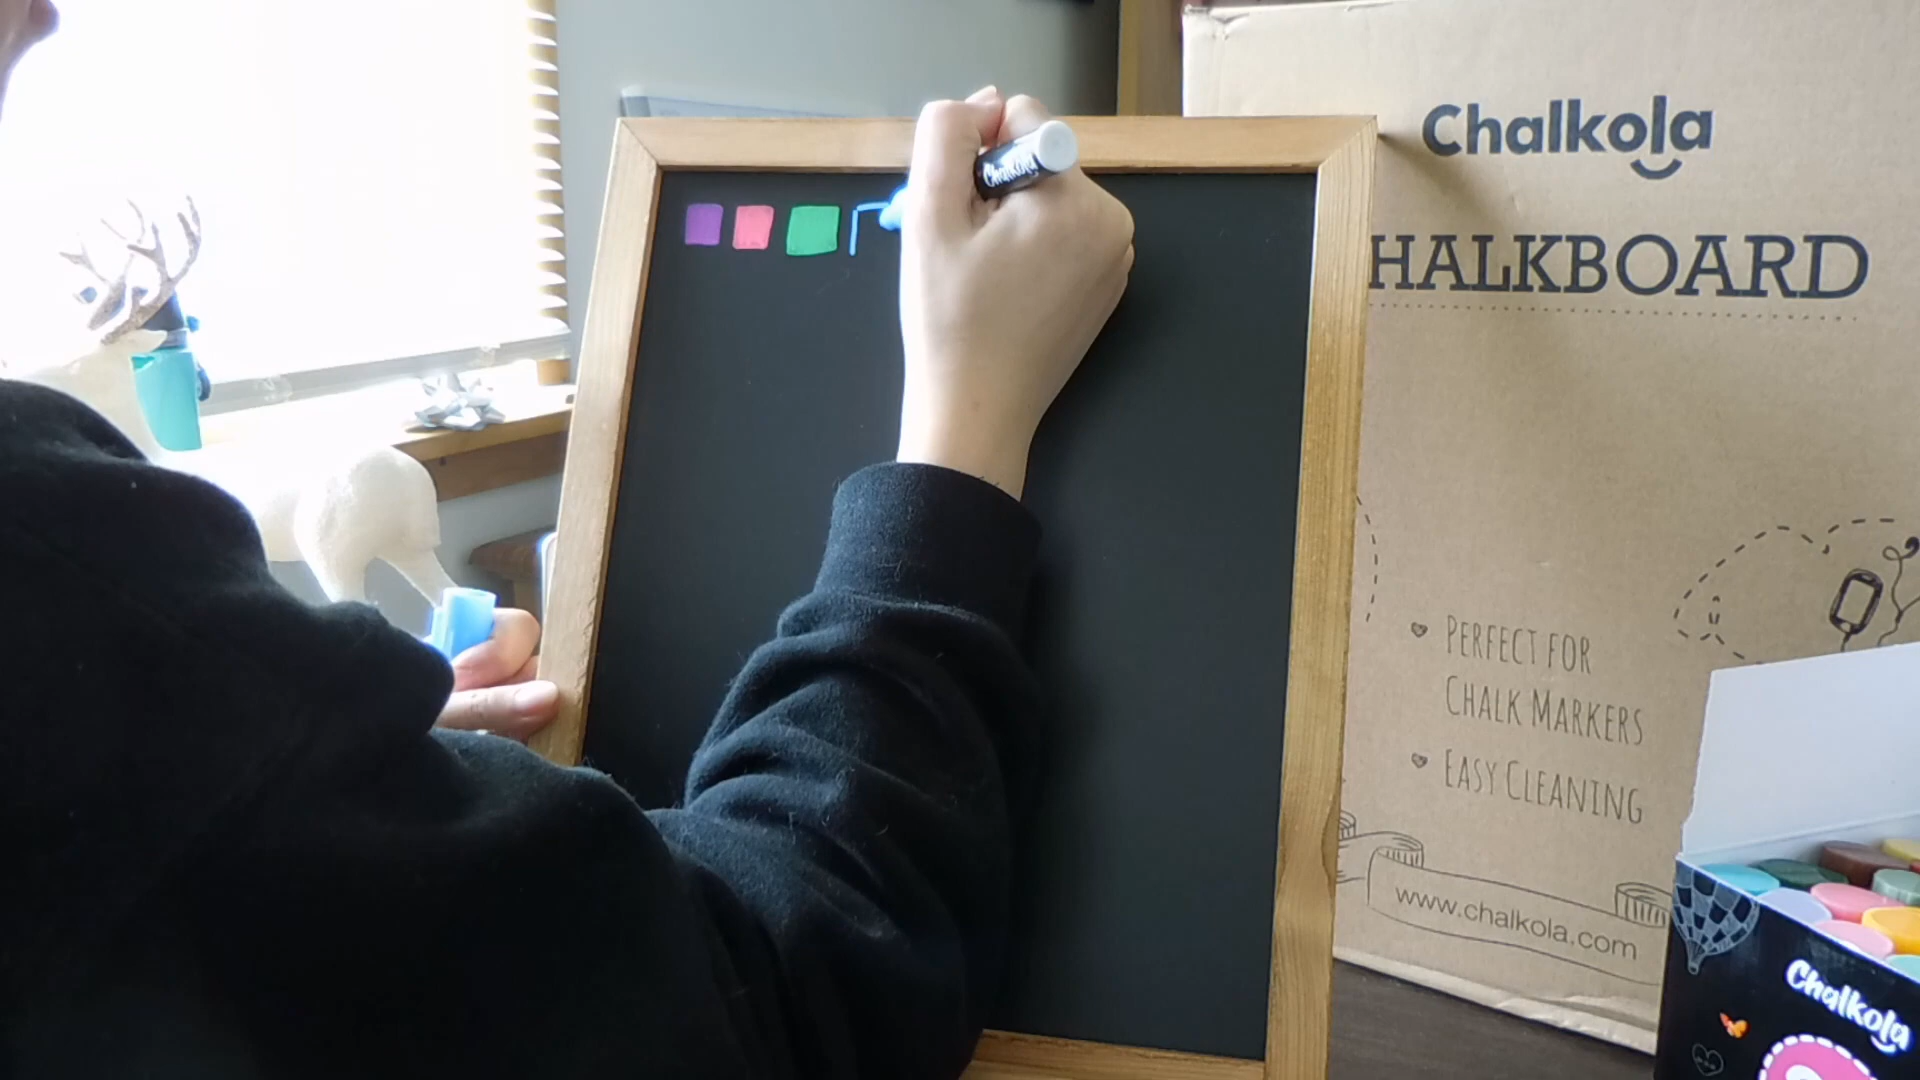 Chalkola
HALKBOARD
Chalkola
PERFECT FOR
CHALK MARKERS
EASY CLEANING
www.chalkola.com
Chalkola